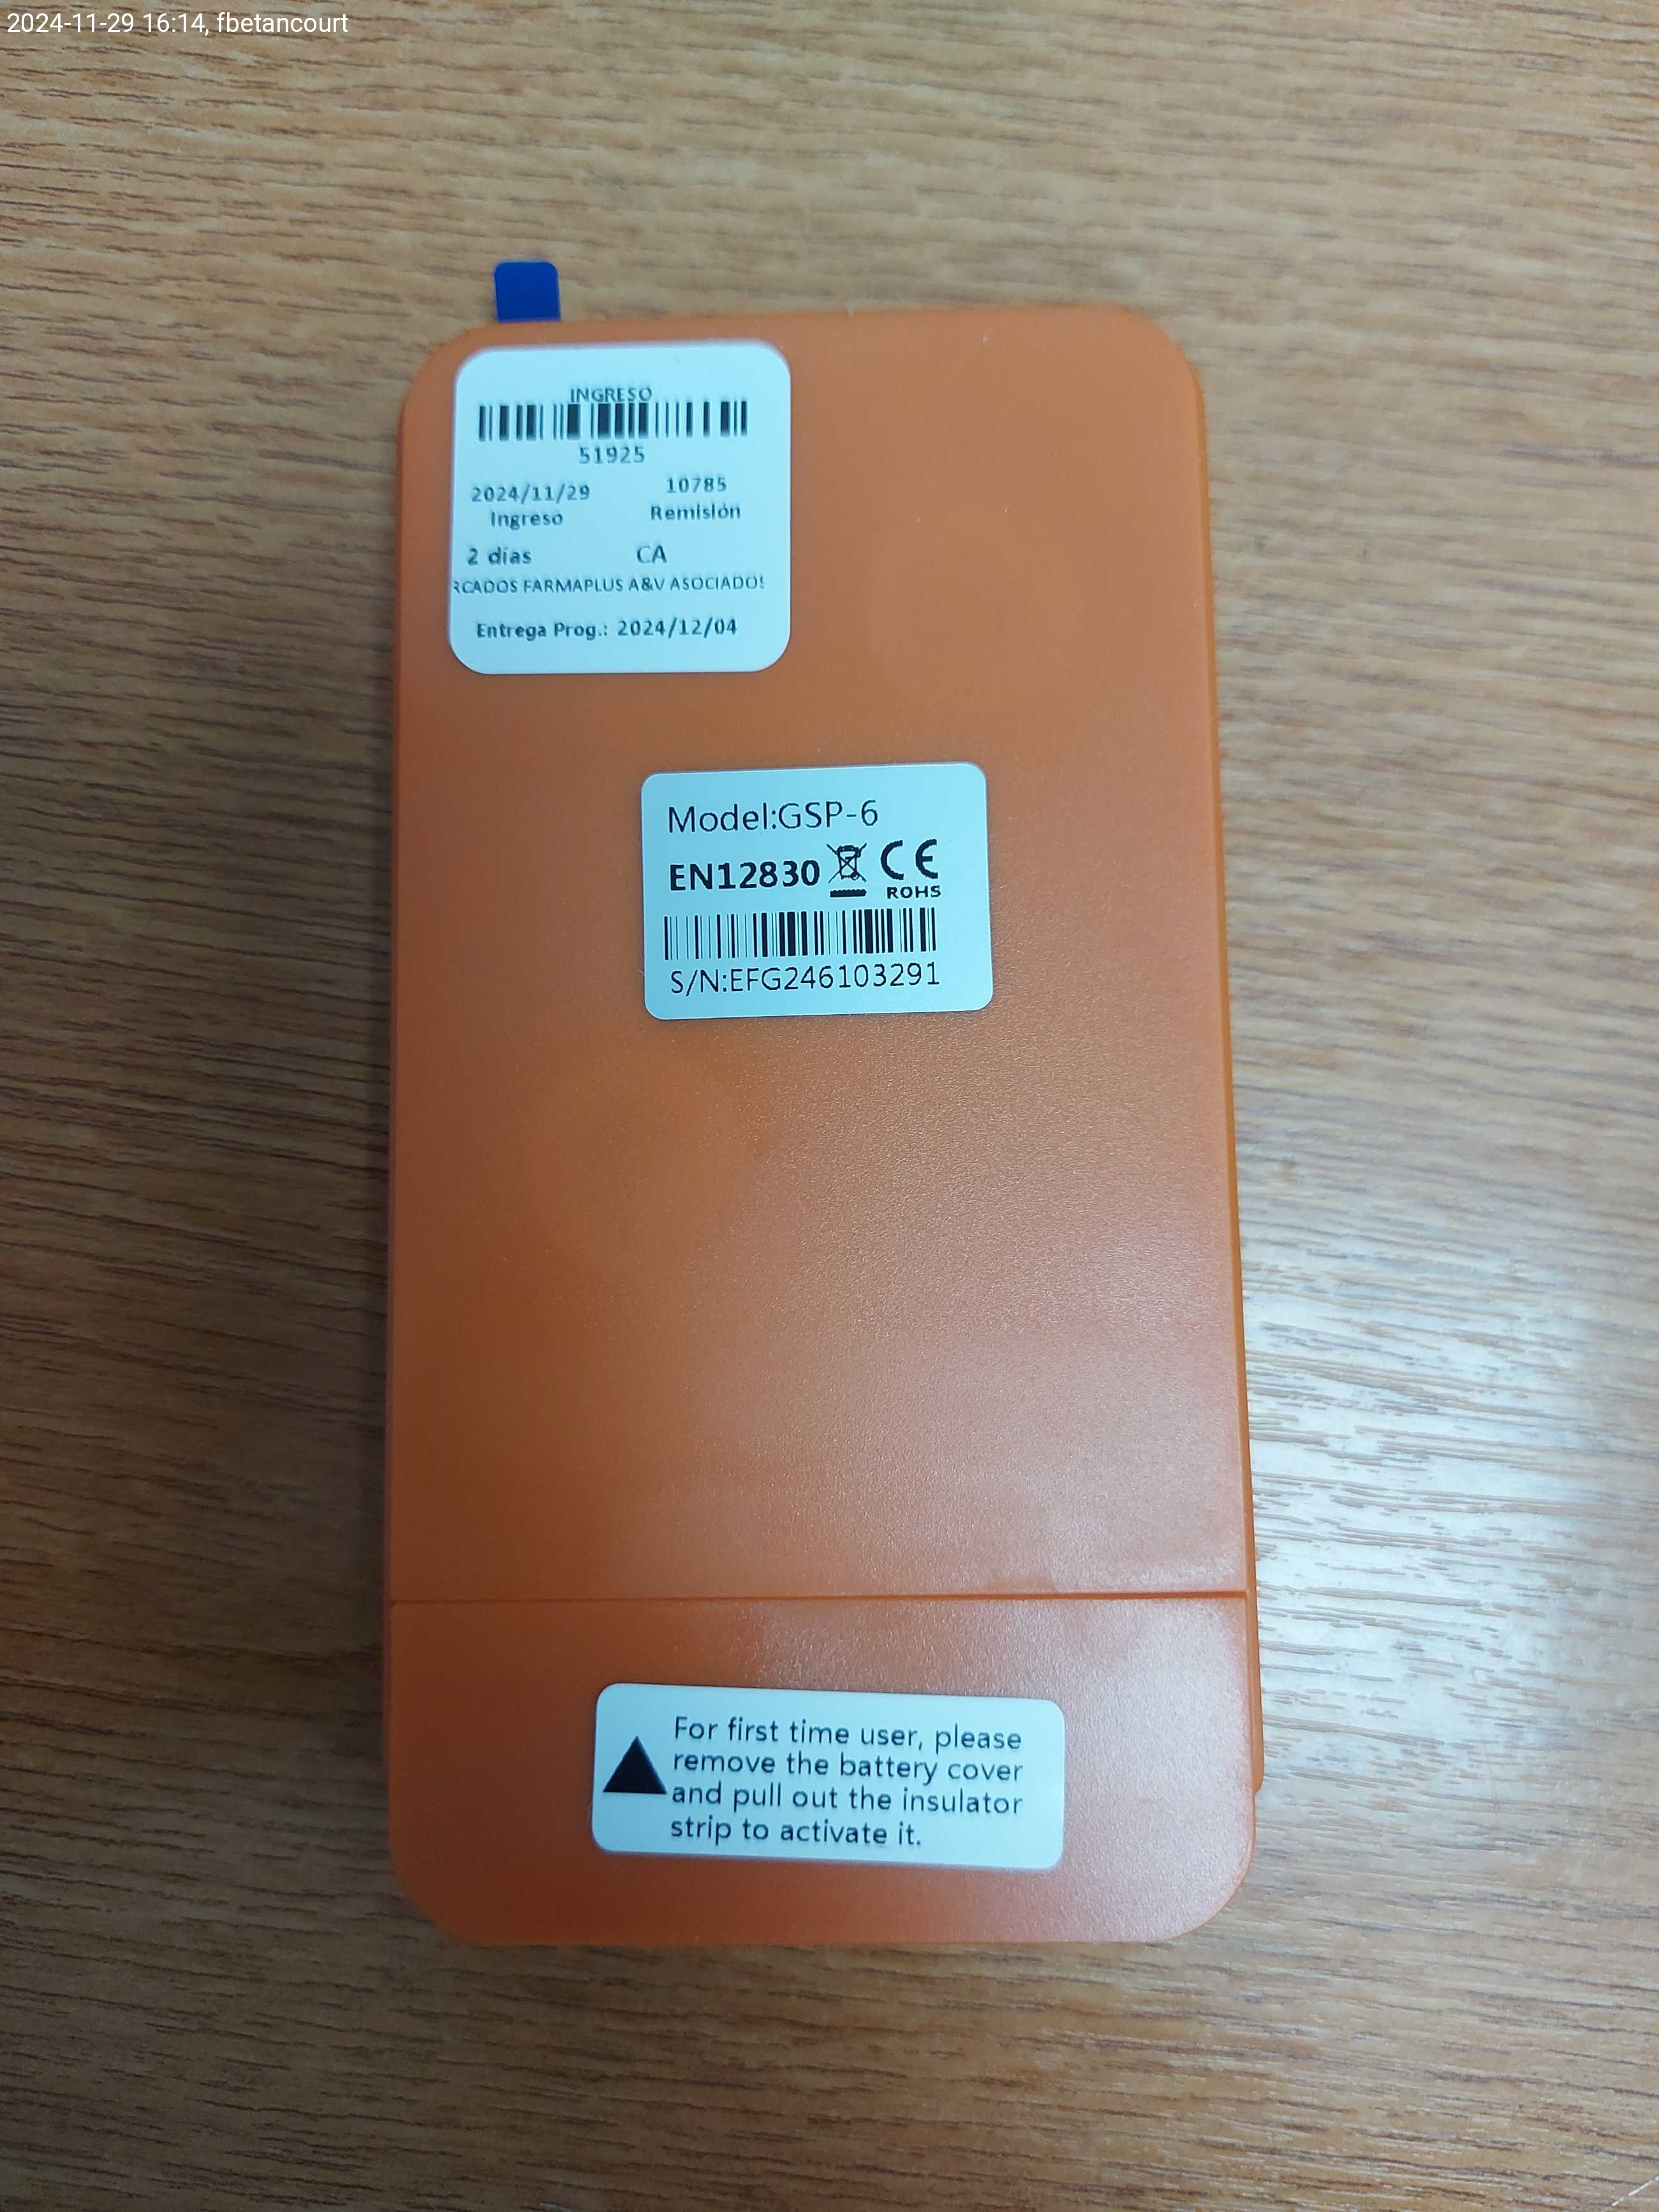 2024-11-29 16:14, fbetancourt
INGRESO
51925
2024/11/29 10785
Ingreso Remisión
2 días CA
FARMAPLUS A&V
Entrega Prog.: 2024/12/04
Model:GSP-6
EN12830 CE
ROHS
S/N:EFG246103291
For first time user, please
remove the battery cover
and pull out the insulator
strip to activate it.